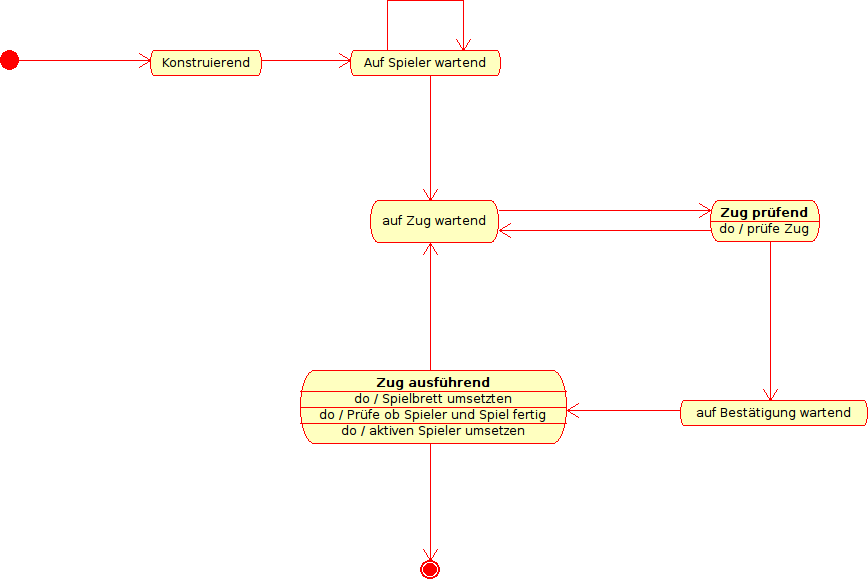 Konstruierend
Auf Spieler wartend
auf Zug wartend
Zug prüfend
do / prüfe Zug
Zug ausführend
do / Spielbrett umsetzten
do / Prüfe ob Spieler und Spiel fertig
do / aktiven Spieler umsetzen
auf Bestätigung wartend